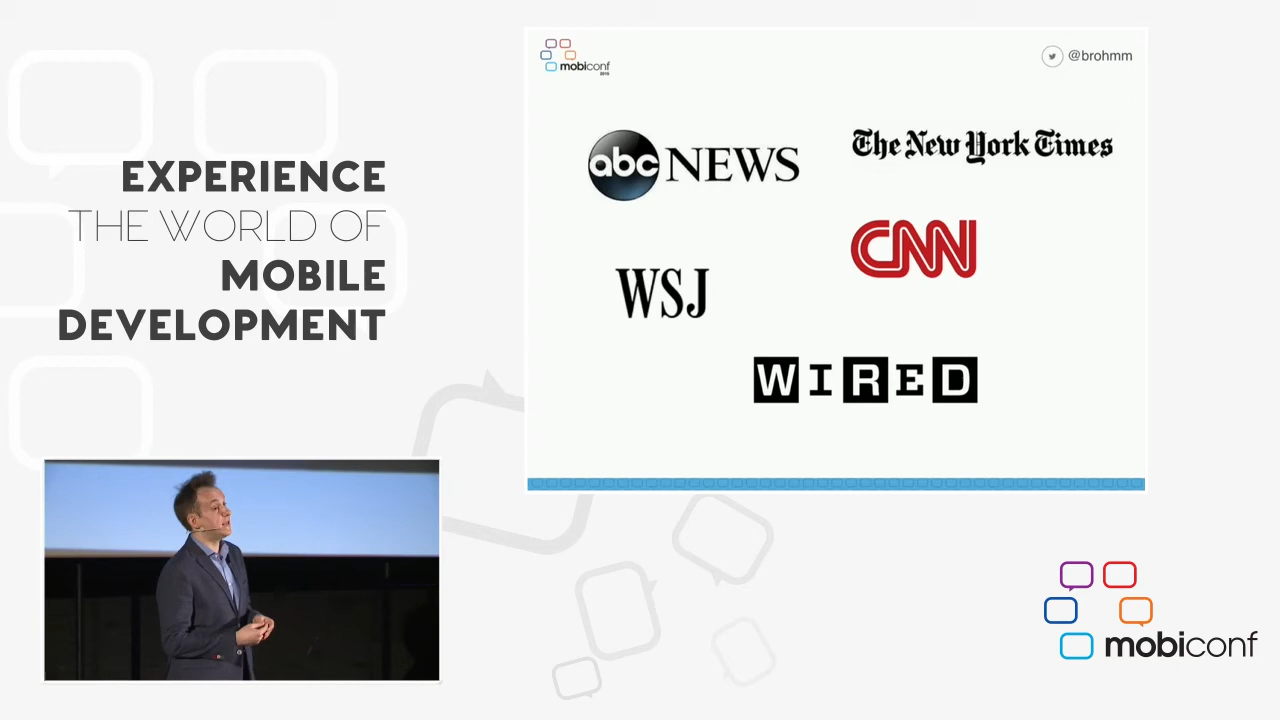 EXPERIENCE
THE WORLD OF
MOBILE
DEVELOPMENT
mobiconf
@brohmm
abc NEWS
The New York Times
CNN
WSJ
WIRED
mobiconf